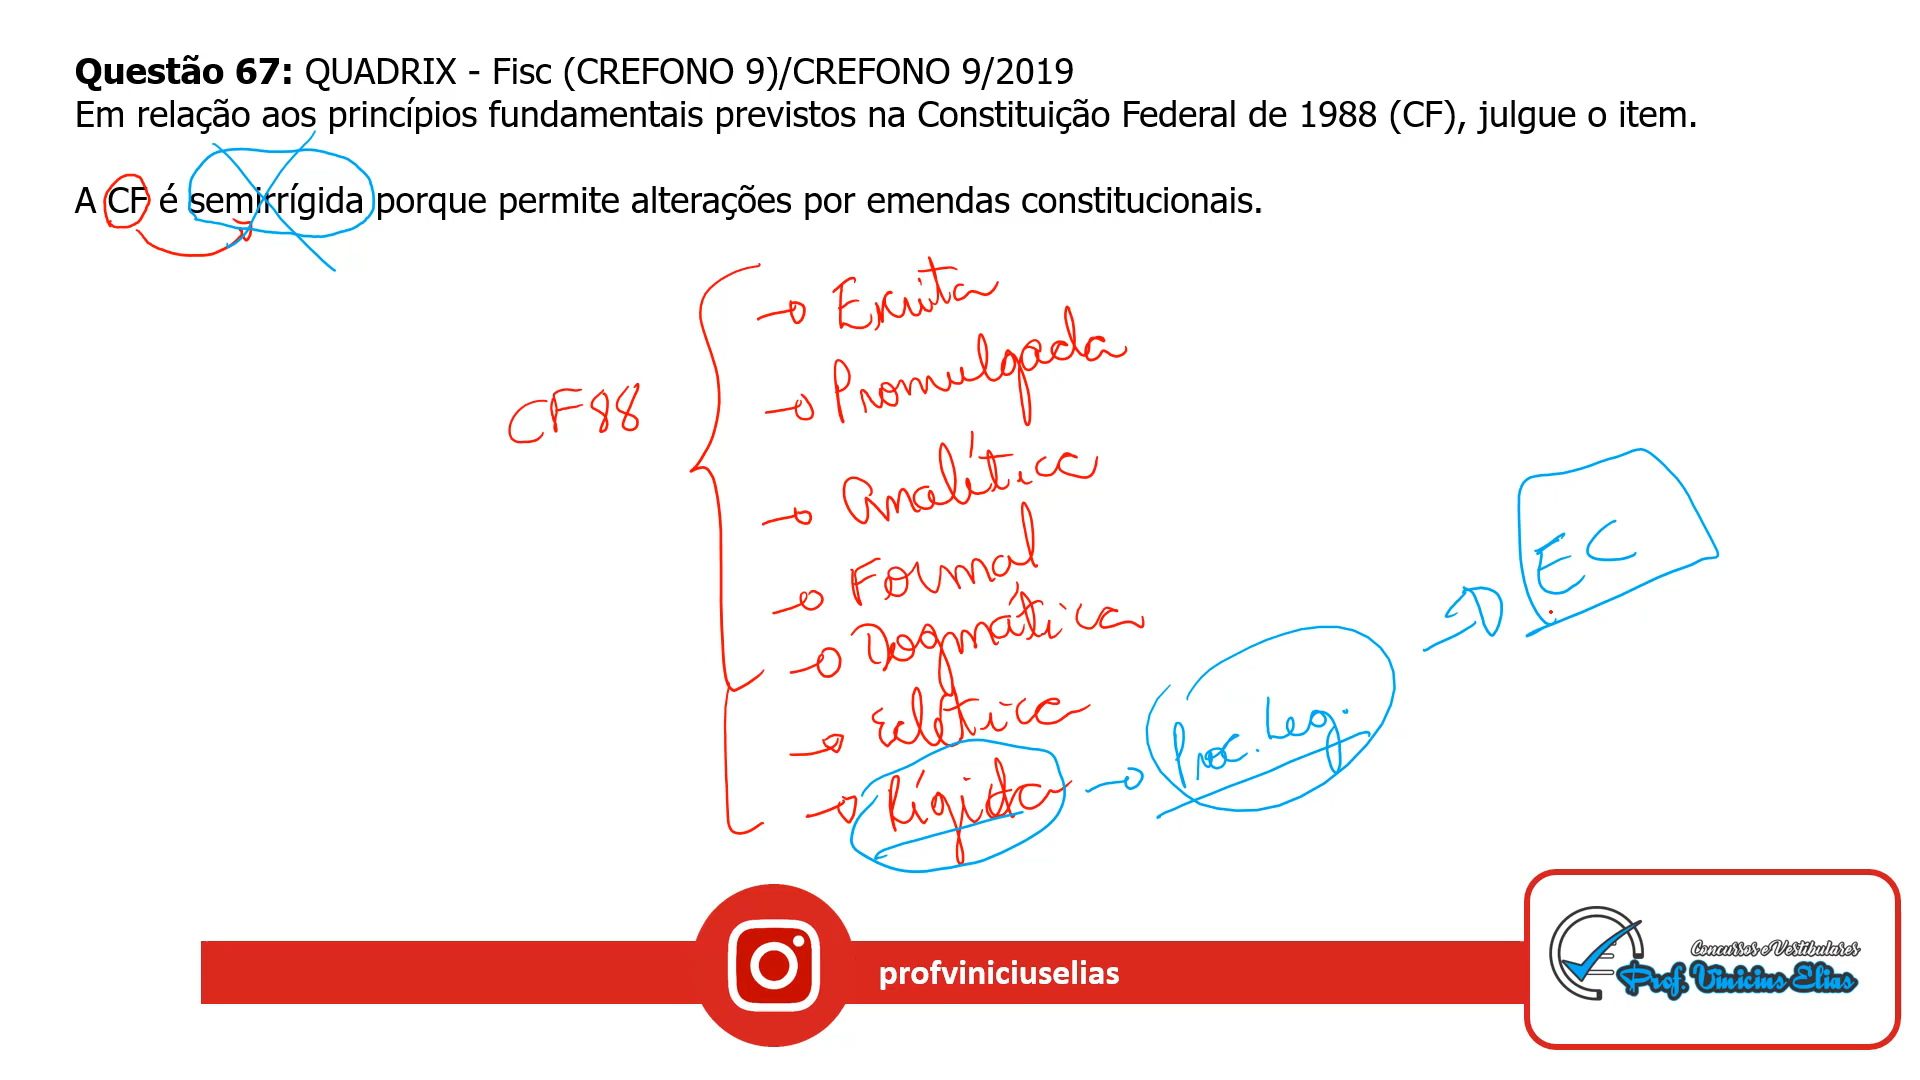 Questão 67: QUADRIX - Fisc (CREFONO 9)/CREFONO 9/2019
Em relação aos princípios fundamentais previstos na Constituição Federal de 1988 (CF), julgue o item.
A CF é semirrígida porque permite alterações por emendas constitucionais.
CF88
Escrita
Promulgada
Analítica
Formal
Dogmática
Eclética
Rígida
Proc. Leg.
EC
profviniciuselias
Concursos e Vestibulares
Prof. Vinicius Elias